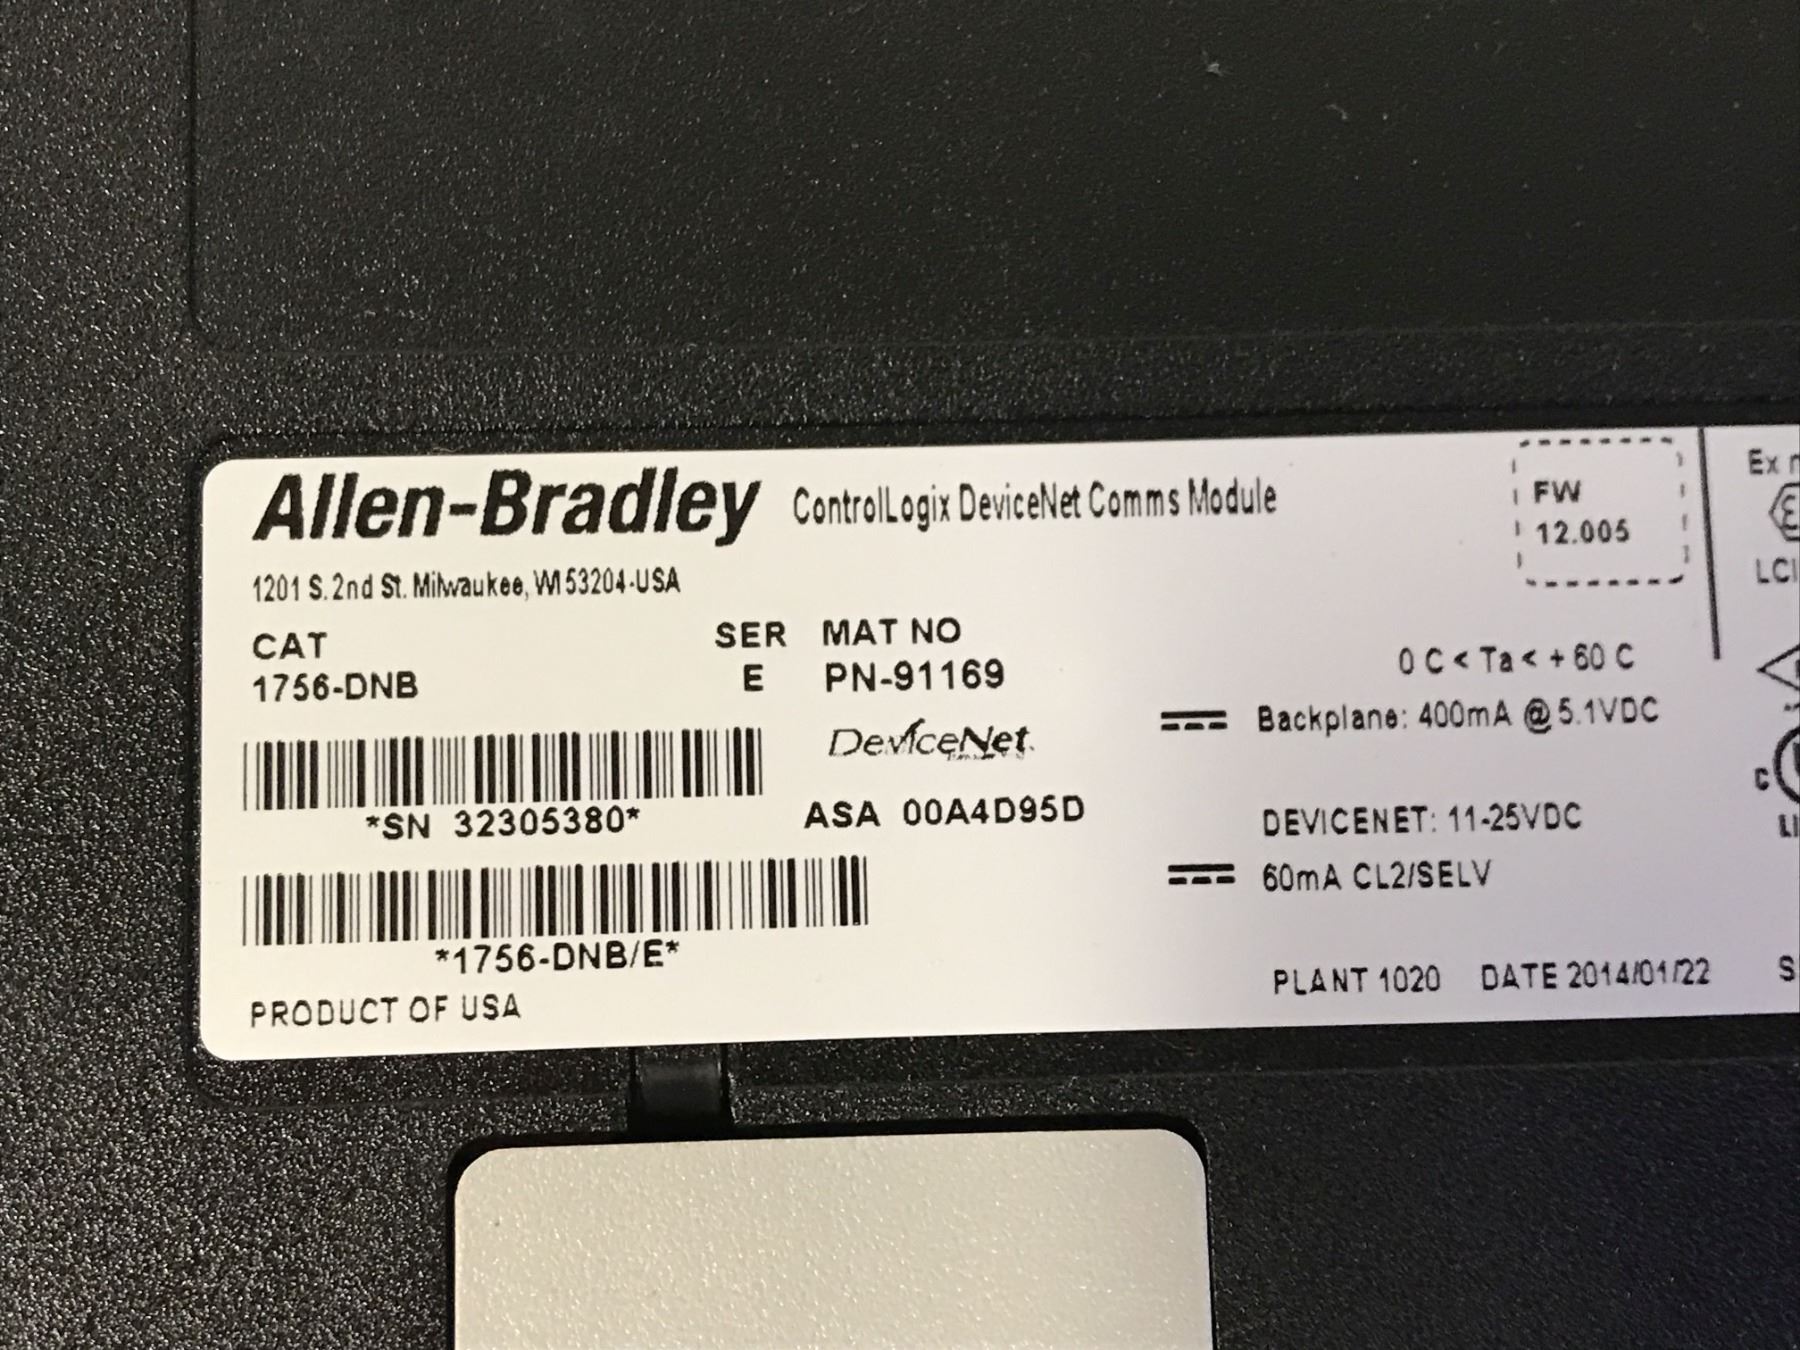 Allen-Bradley ControlLogix DeviceNet Comms Module
FW
12.005
1201 S. 2nd St. Milwaukee, WI 53204-USA
CAT SER MAT NO
1756-DNB E PN-91169
0 C < Ta < + 60 C
Backplane: 400mA @ 5.1VDC
DeviceNet
*SN 32305380*
ASA 00A4D95D
DEVICENET: 11-25VDC
60mA CL2/SELV
*1756-DNB/E*
PLANT 1020 DATE 2014/01/22
PRODUCT OF USA
Ex
C